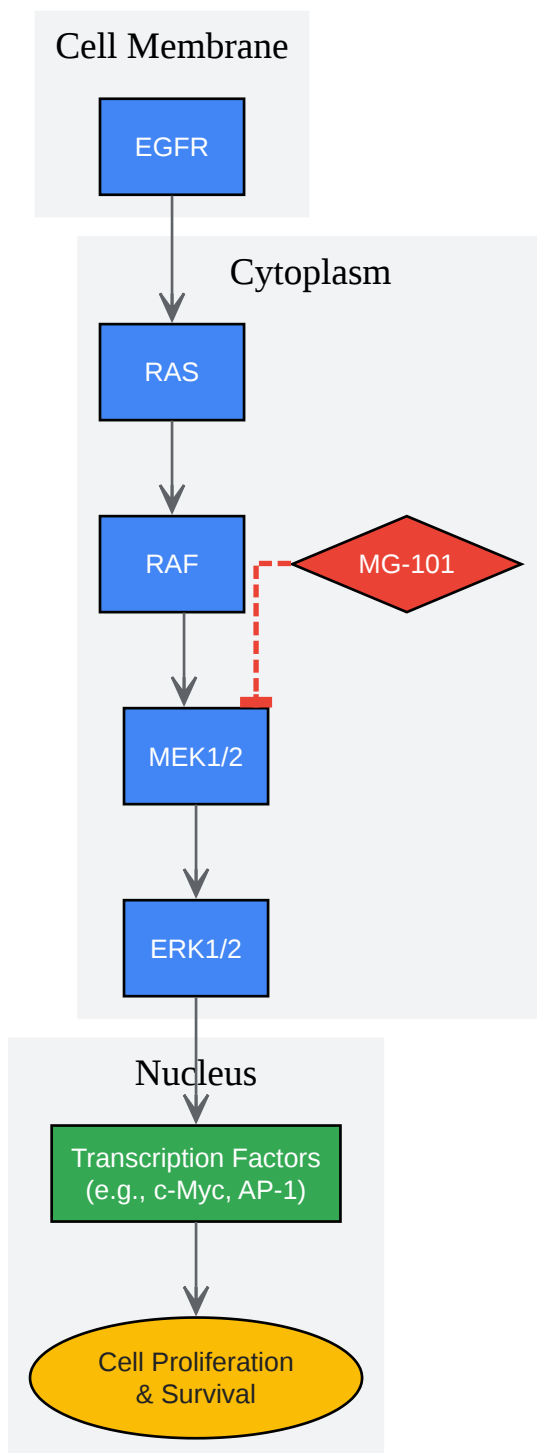 Cell Membrane
EGFR
Cytoplasm
RAS
RAF
MG-101
MEK1/2
ERK1/2
Nucleus
Transcription Factors
(e.g., c-Myc, AP-1)
Cell Proliferation
& Survival